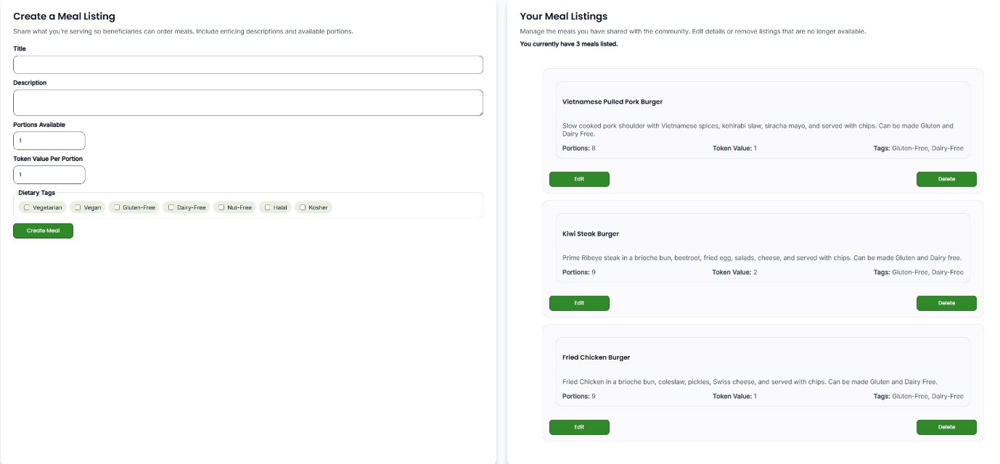 Create a Meal Listing
Share what you're serving so beneficiaries can order meals. Include enticing descriptions and available portions.
Title
Description
Portions Available
1
Token Value Per Portion
1
Dietary Tags
Vegetarian Vegan Gluten-Free Dairy-Free Nut-Free Halal Kosher
Create Meal
Your Meal Listings
Manage the meals you have shared with the community. Edit details or remove listings that are no longer available.
You currently have 3 meals listed.
Vietnamese Pulled Pork Burger
Slow cooked pork shoulder with Vietnamese spices, kohlrabi slaw, siracha mayo, and served with chips. Can be made Gluten and
Dairy Free.
Portions: 8 Token Value: 1 Tags: Gluten-Free, Dairy-Free
Edit Delete
Kiwi Steak Burger
Prime Ribeye steak in a brioche bun, beetroot, fried egg, salads, cheese, and served with chips. Can be made Gluten and Dairy free.
Portions: 9 Token Value: 2 Tags: Gluten-Free, Dairy-Free
Edit Delete
Fried Chicken Burger
Fried Chicken in a brioche bun, coleslaw, pickles, Swiss cheese, and served with chips. Can be made Gluten and Dairy Free.
Portions: 9 Token Value: 1 Tags: Gluten-Free, Dairy-Free
Edit Delete